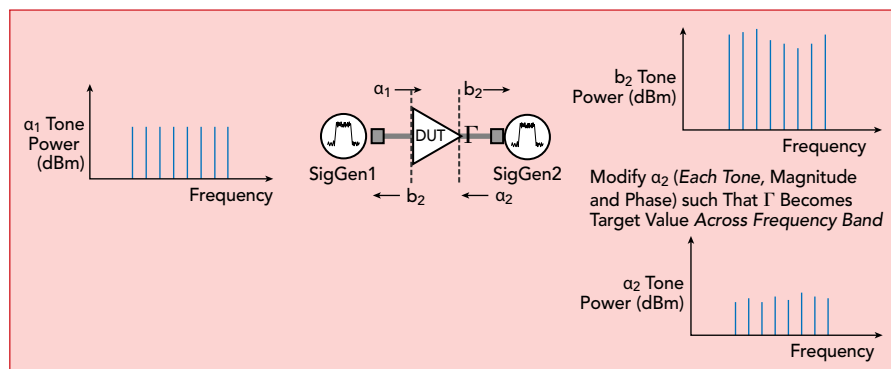 α₁ Tone
Power
(dBm)
Frequency
α₁
b₂
DUT
Γ
SigGen1
SigGen2
b₂
α₂
b₂ Tone
Power (dBm)
Frequency
Modify α₂ (Each Tone, Magnitude
and Phase) such That Γ Becomes
Target Value Across Frequency Band
α₂ Tone
Power (dBm)
Frequency